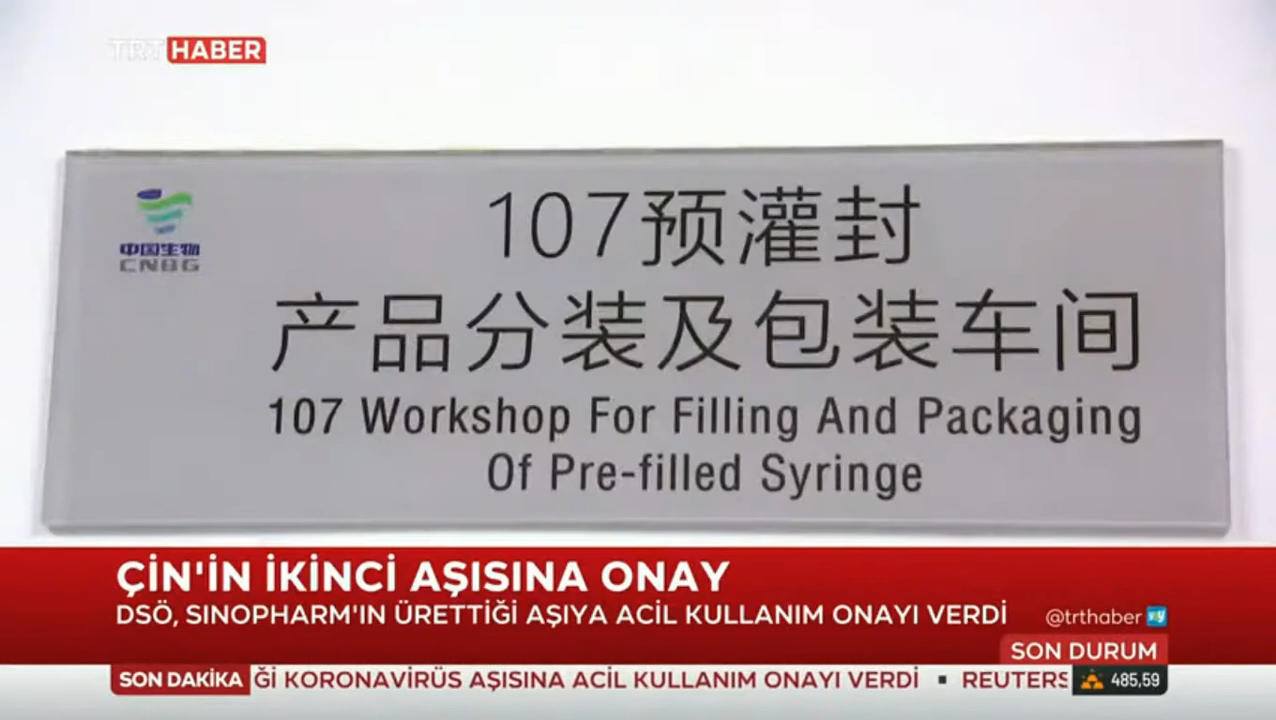 TRT HABER
107预灌封
中国生物
CNBG
产品分装及包装车间
107 Workshop For Filling And Packaging
Of Pre-filled Syringe
ÇİN'İN İKİNCİ AŞISINA ONAY
DSÖ, SINOPHARM'IN ÜRETTİĞİ AŞIYA ACİL KULLANIM ONAYI VERDİ
@trthaber
SON DURUM
SON DAKİKA ĞI KORONAVİRÜS AŞISINA ACİL KULLANIM ONAYI VERDİ ▪ REUTERS 485,59